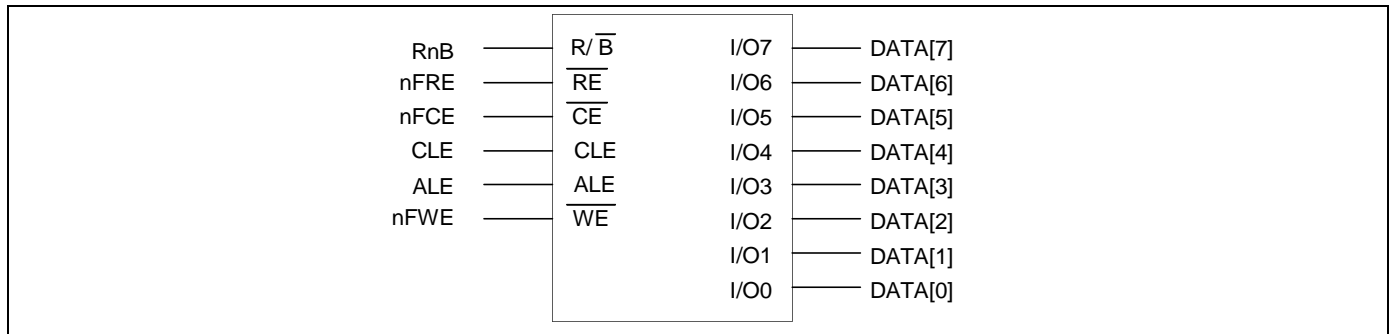 RnB R/B I/O7 DATA[7]
nFRE RE I/O6 DATA[6]
nFCE CE I/O5 DATA[5]
CLE CLE I/O4 DATA[4]
ALE ALE I/O3 DATA[3]
nFWE WE I/O2 DATA[2]
I/O1 DATA[1]
I/O0 DATA[0]